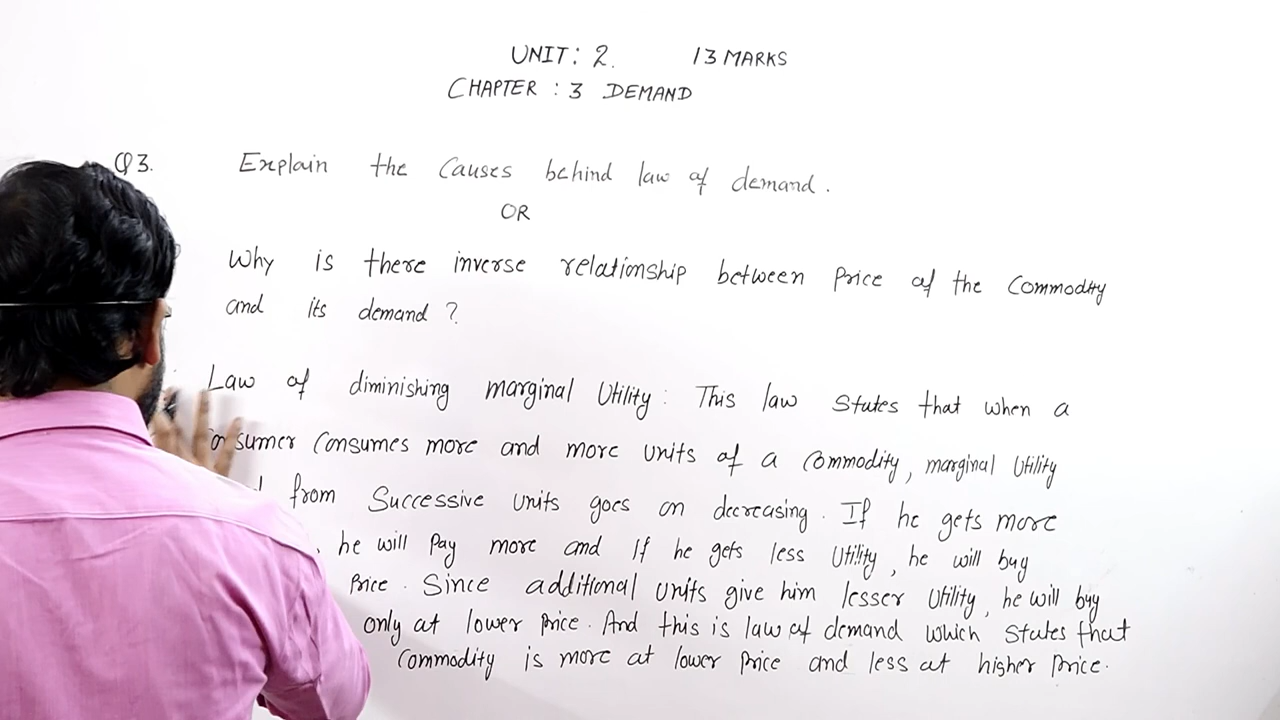 UNIT: 2. 13 MARKS
CHAPTER : 3 DEMAND
Q3. Explain the Causes behind law of demand.
OR
Why is there inverse relationship between Price of the Commodity
and its demand ?
Law of diminishing marginal Utility : This law States that when a
Consumer Consumes more and more units of a Commodity, marginal Utility
from Successive Units goes on decreasing. If he gets more
, he will Pay more and If he gets less Utility, he will buy
Price. Since additional units give him lesser Utility, he will buy
only at lower Price. And this is law of demand which States that
Commodity is more at lower Price and less at higher Price.